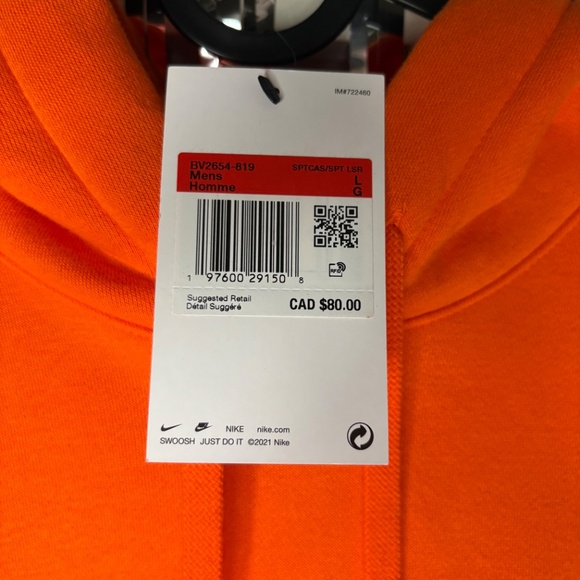 IM#722460
BV2654-819 SPTCAS/SPT LSR
Mens L
Homme G
RFID
1 97600 29150 8
Suggested Retail
Détail Suggéré
CAD $80.00
NIKE nike.com
SWOOSH JUST DO IT ©2021 Nike